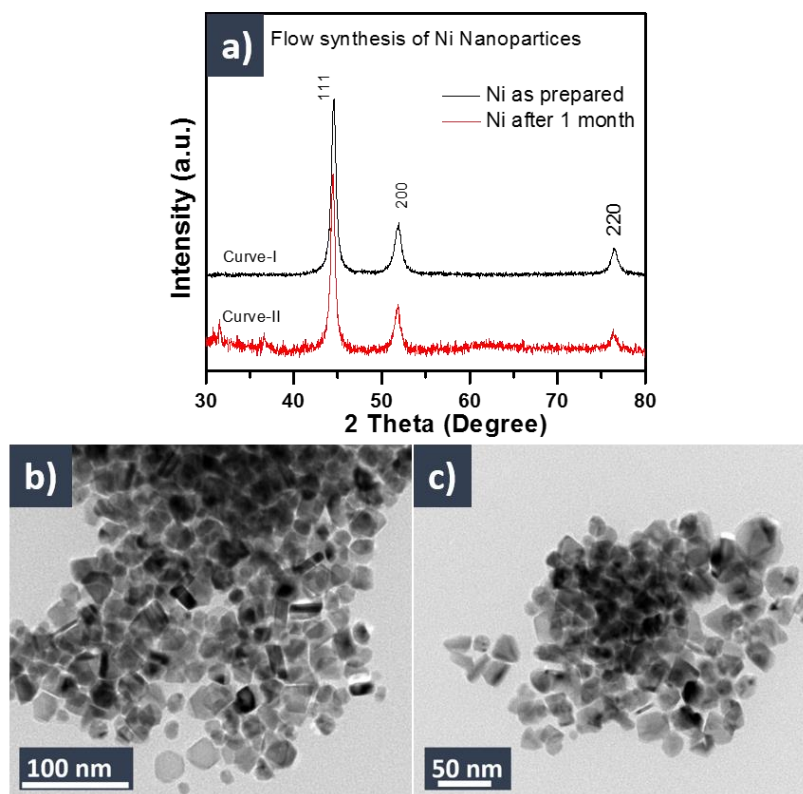 a)
Flow synthesis of Ni Nanopartices
111
Ni as prepared
Ni after 1 month
200
220
Curve-I
Curve-II
Intensity (a.u.)
30 40 50 60 70 80
2 Theta (Degree)
b)
100 nm
c)
50 nm